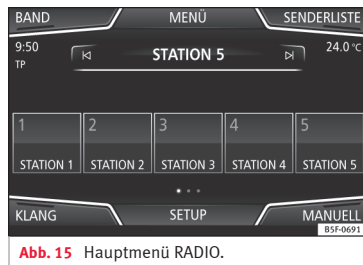 BAND MENÜ SENDERLISTE
9:50 STATION 5 24.0 °C
TP
1 2 3 4 5
STATION 1 STATION 2 STATION 3 STATION 4 STATION 5
KLANG SETUP MANUELL
B5F-0691
Abb. 15 Hauptmenü RADIO.